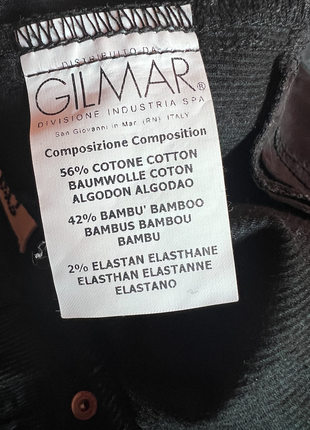 DISTRIBUITO DA:
GILMAR®
DIVISIONE INDUSTRIA SPA
San Giovanni in Mar. (RN) ITALY
Composizione Composition
56% COTONE COTTON
BAUMWOLLE COTON
ALGODON ALGODAO
42% BAMBU' BAMBOO
BAMBUS BAMBOU
BAMBU
2% ELASTAN ELASTHANE
ELASTHAN ELASTANNE
ELASTANO